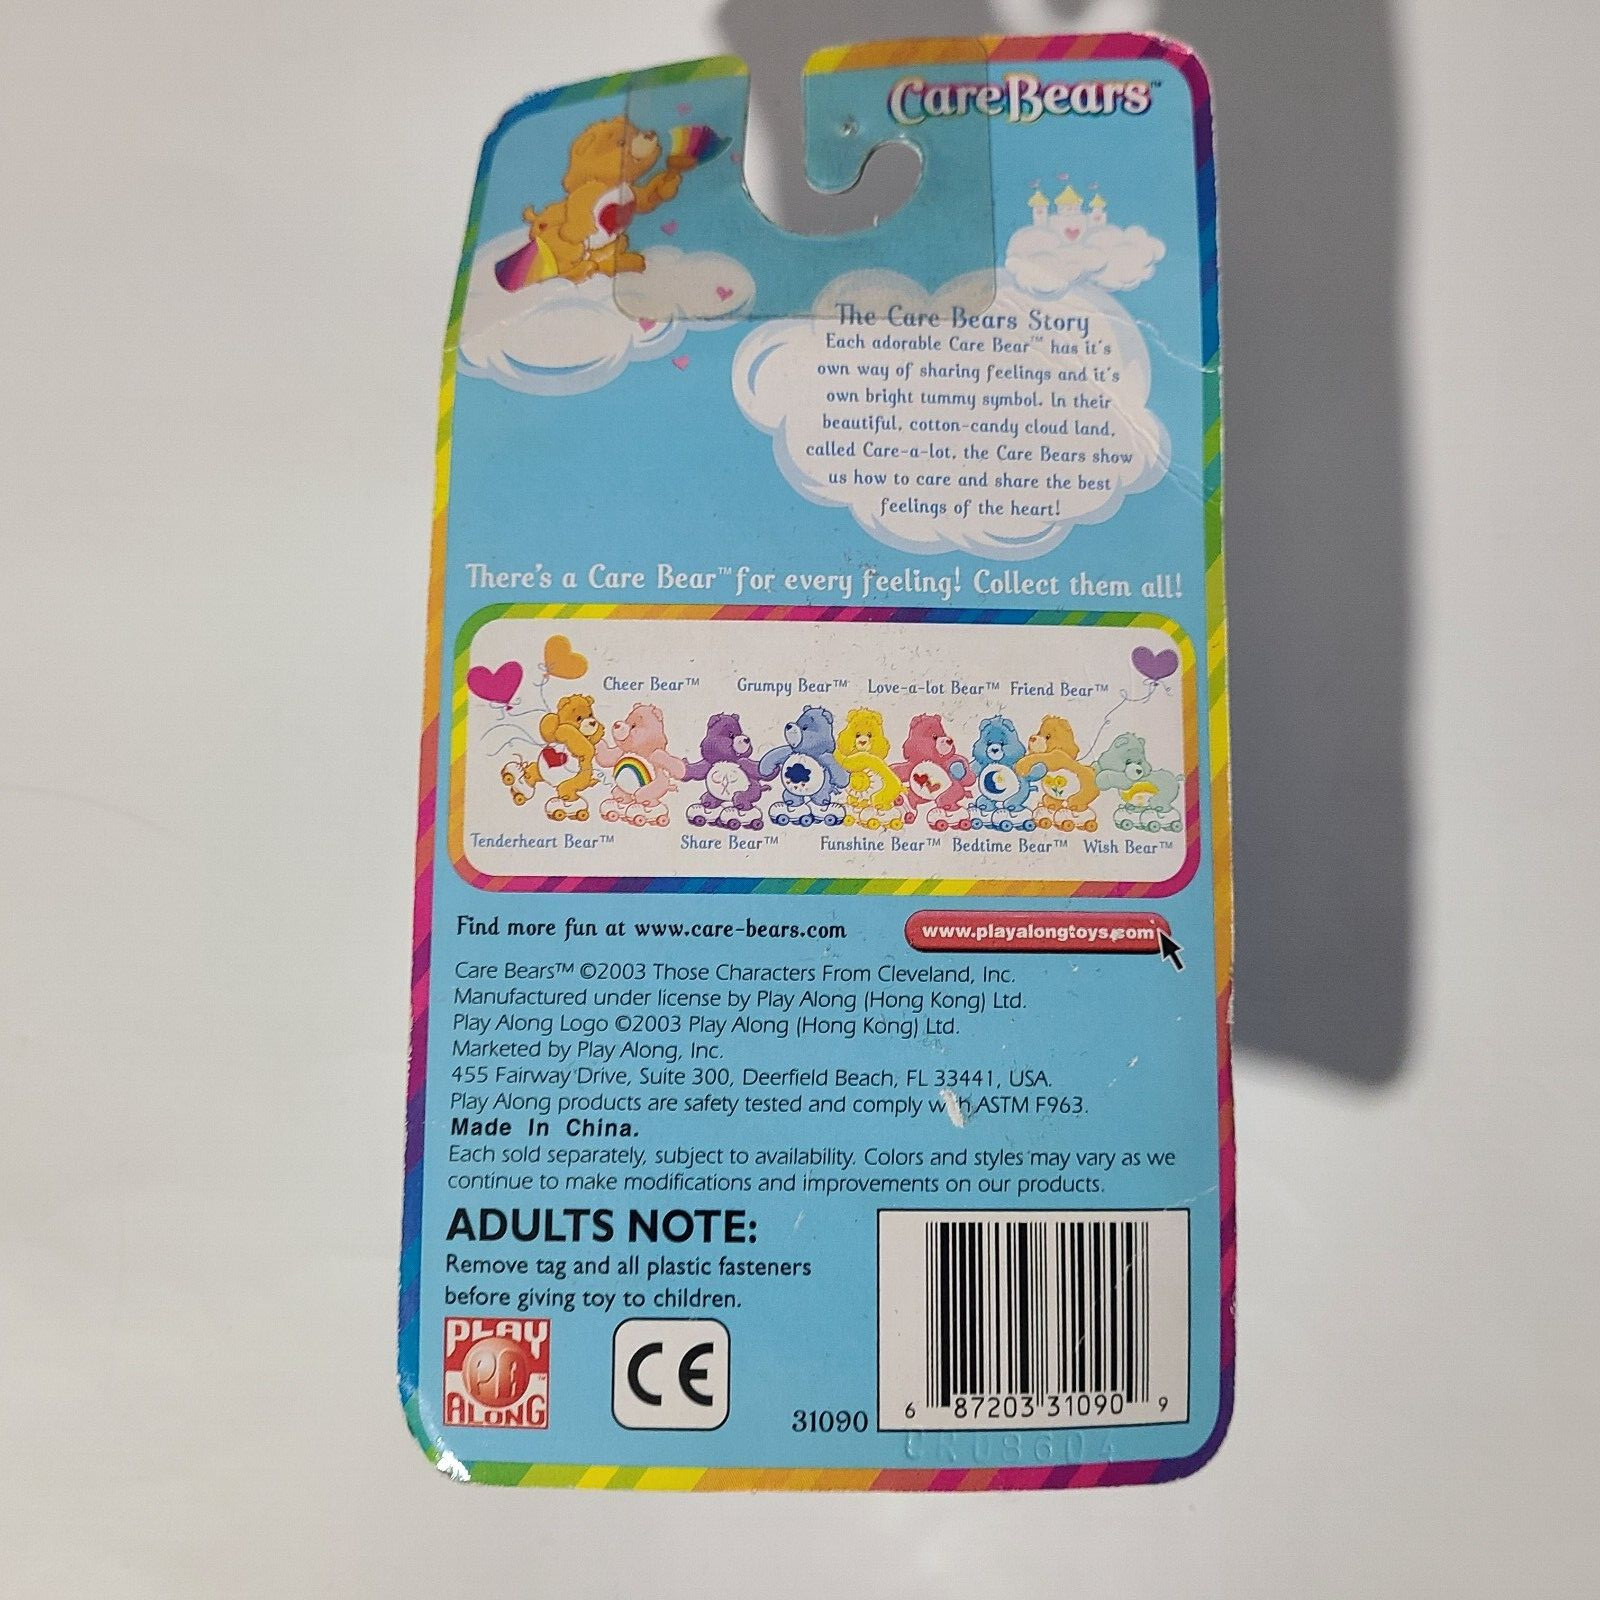 CareBears™
The Care Bears Story
Each adorable Care Bear™ has it's
own way of sharing feelings and it's
own bright tummy symbol. In their
beautiful, cotton-candy cloud land,
called Care-a-lot, the Care Bears show
us how to care and share the best
feelings of the heart!
There's a Care Bear™ for every feeling! Collect them all!
Cheer Bear™ Grumpy Bear™ Love-a-lot Bear™ Friend Bear™
Tenderheart Bear™ Share Bear™ Funshine Bear™ Bedtime Bear™ Wish Bear™
Find more fun at www.care-bears.com
www.playalongtoys.com
Care Bears™ ©2003 Those Characters From Cleveland, Inc.
Manufactured under license by Play Along (Hong Kong) Ltd.
Play Along Logo ©2003 Play Along (Hong Kong) Ltd.
Marketed by Play Along, Inc.
455 Fairway Drive, Suite 300, Deerfield Beach, FL 33441, USA.
Play Along products are safety tested and comply with ASTM F963.
Made In China.
Each sold separately, subject to availability. Colors and styles may vary as we
continue to make modifications and improvements on our products.
ADULTS NOTE:
Remove tag and all plastic fasteners
before giving toy to children.
PLAY
PA™
ALONG
CE
31090
6 87203 31090 9
CR08604